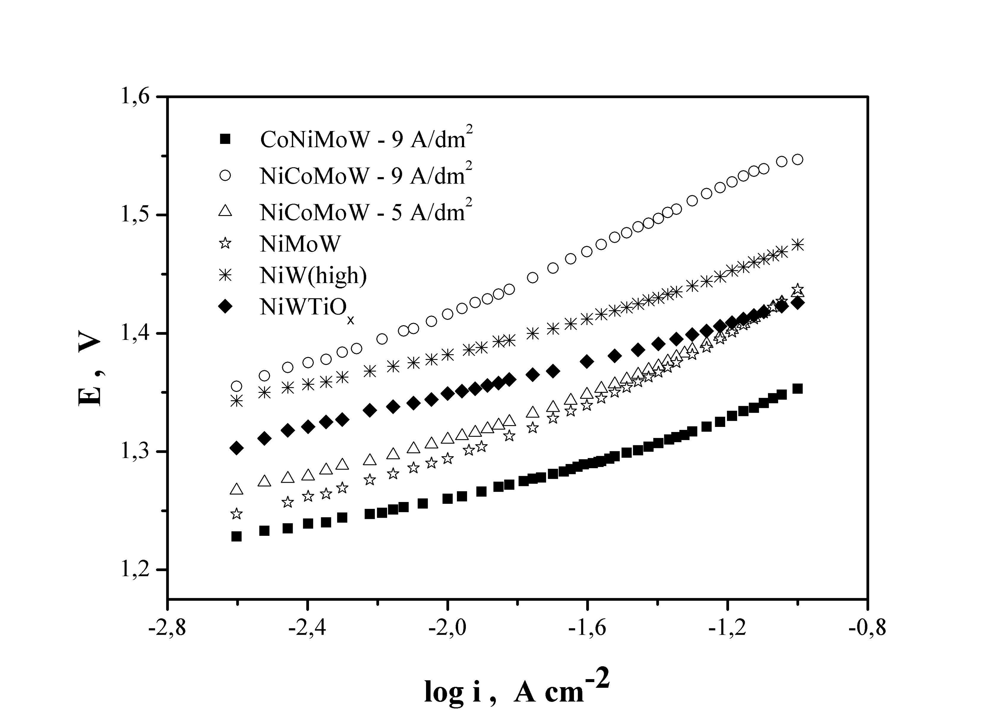 1,6
1,5
1,4
1,3
1,2
E , V
CoNiMoW - 9 A/dm²
NiCoMoW - 9 A/dm²
NiCoMoW - 5 A/dm²
NiMoW
NiW(high)
NiWTiOₓ
-2,8 -2,4 -2,0 -1,6 -1,2 -0,8
log i , A cm⁻²